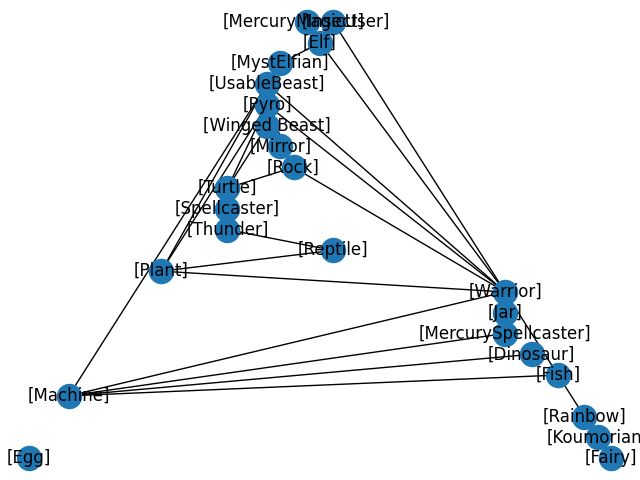 [MercuryMagicUser]
[Insect]
[Elf]
[MystElfian]
[UsableBeast]
[Pyro]
[Winged Beast]
[Mirror]
[Rock]
[Turtle]
[Spellcaster]
[Thunder]
[Reptile]
[Plant]
[Warrior]
[Jar]
[MercurySpellcaster]
[Dinosaur]
[Fish]
[Machine]
[Rainbow]
[Koumorian
[Egg]
[Fairy]